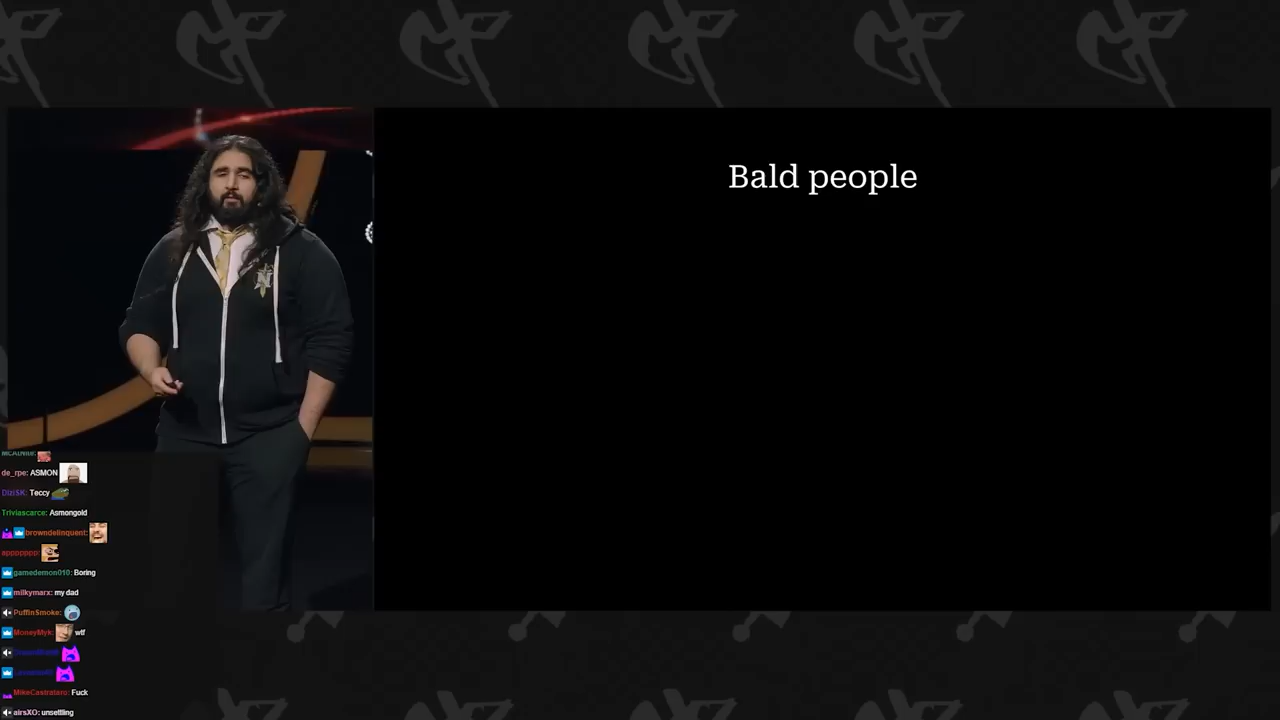 Bald people
de_rpe: ASMON
DiziSK: Teccy
Triviascarce: Asmongold
browndelinquent:
appppppp:
gamedemon010: Boring
milkymarx: my dad
PuffinSmoke:
MoneyMyk: wtf
MikeCastrataro: Fuck
airsXO: unsettling